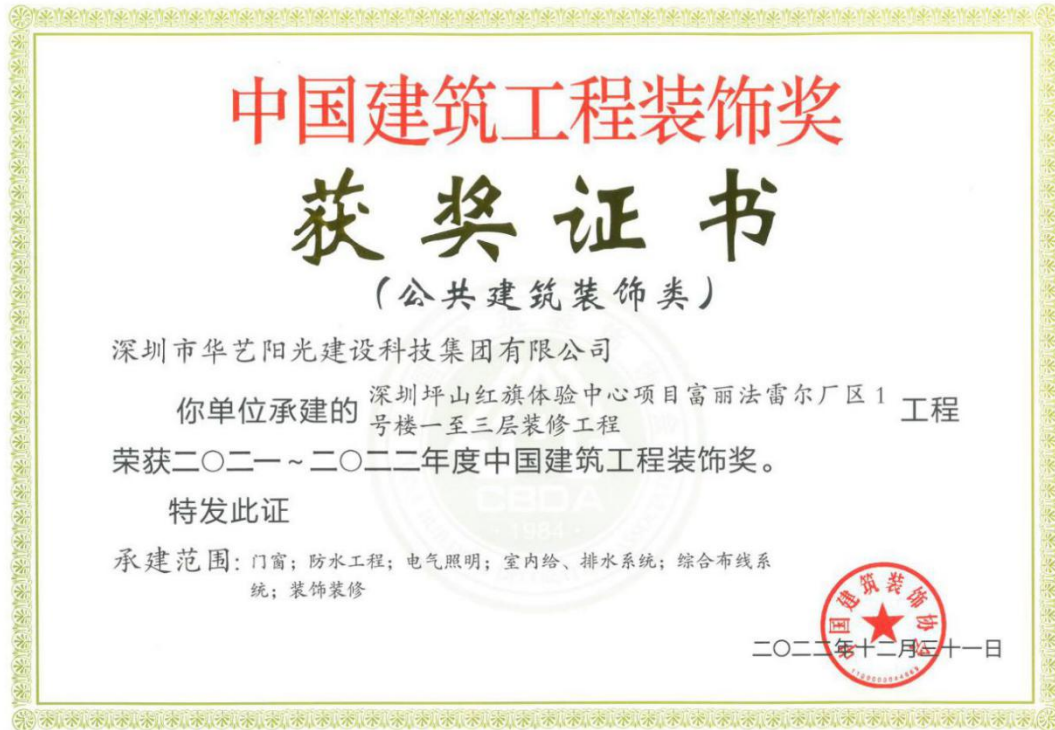 中国建筑工程装饰奖
获奖证书
(公共建筑装饰类)
深圳市华艺阳光建设科技集团有限公司
你单位承建的 深圳坪山红旗体验中心项目富丽法雷尔厂区1 工程
号楼一至三层装修工程
荣获二〇二一~二〇二二年度中国建筑工程装饰奖。
特发此证
CBDA
·1984·
承建范围: 门窗;防水工程;电气照明;室内给、排水系统;综合布线系
统;装饰装修
中国建筑装饰协会
二〇二二年十二月三十一日